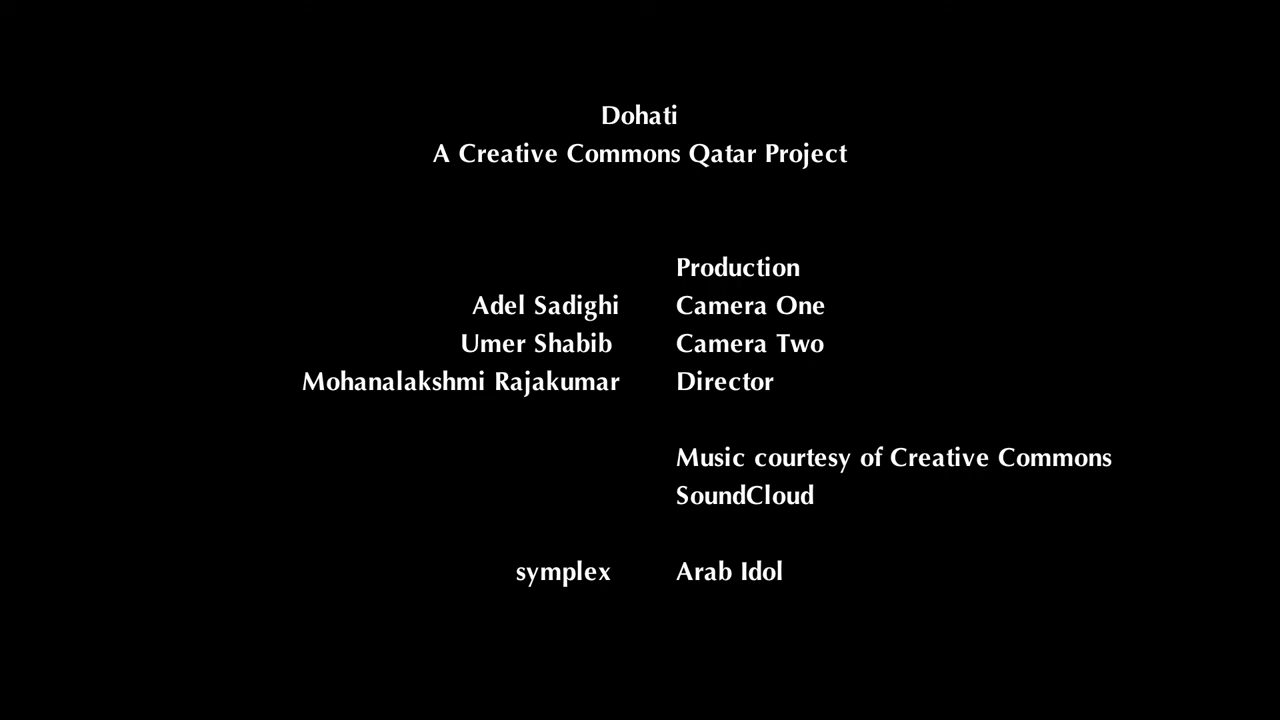 Dohati
A Creative Commons Qatar Project
Production
Adel Sadighi Camera One
Umer Shabib Camera Two
Mohanalakshmi Rajakumar Director
Music courtesy of Creative Commons
SoundCloud
symplex Arab Idol